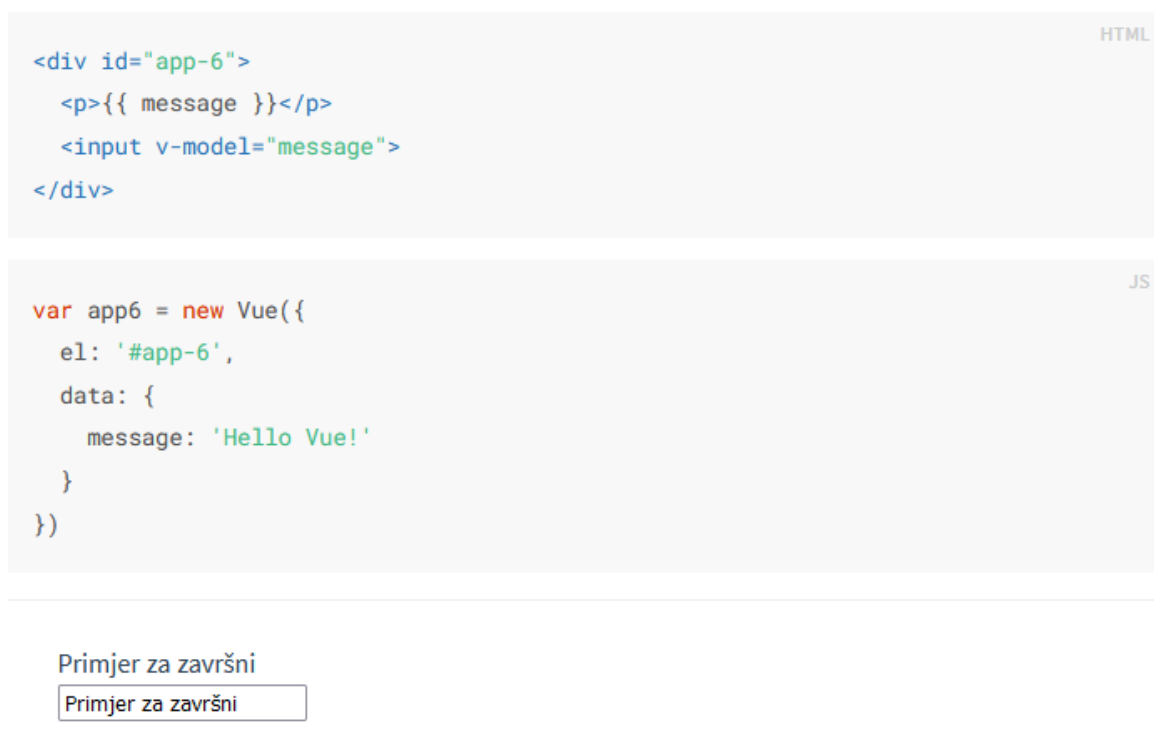 HTML
<div id="app-6">
  <p>{{ message }}</p>
  <input v-model="message">
</div>
JS
var app6 = new Vue({
  el: '#app-6',
  data: {
    message: 'Hello Vue!'
  }
})
Primjer za završni
Primjer za završni